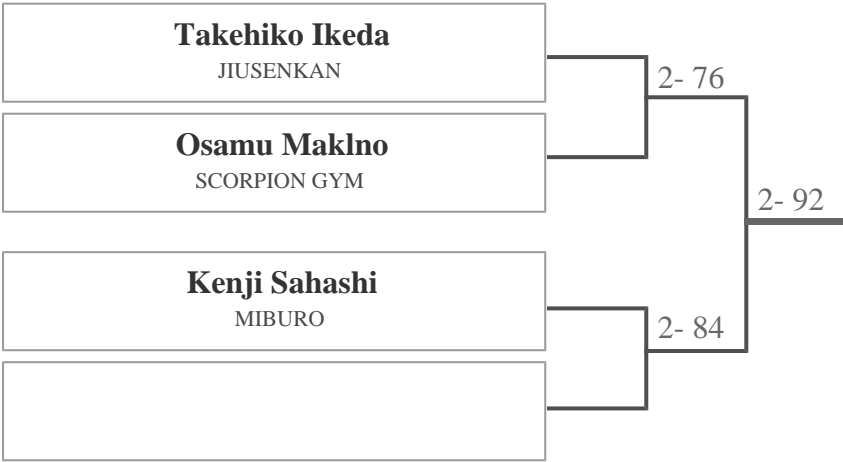 Takehiko Ikeda
JIUSENKAN
2- 76
Osamu Maklno
SCORPION GYM
2- 92
Kenji Sahashi
MIBURO
2- 84